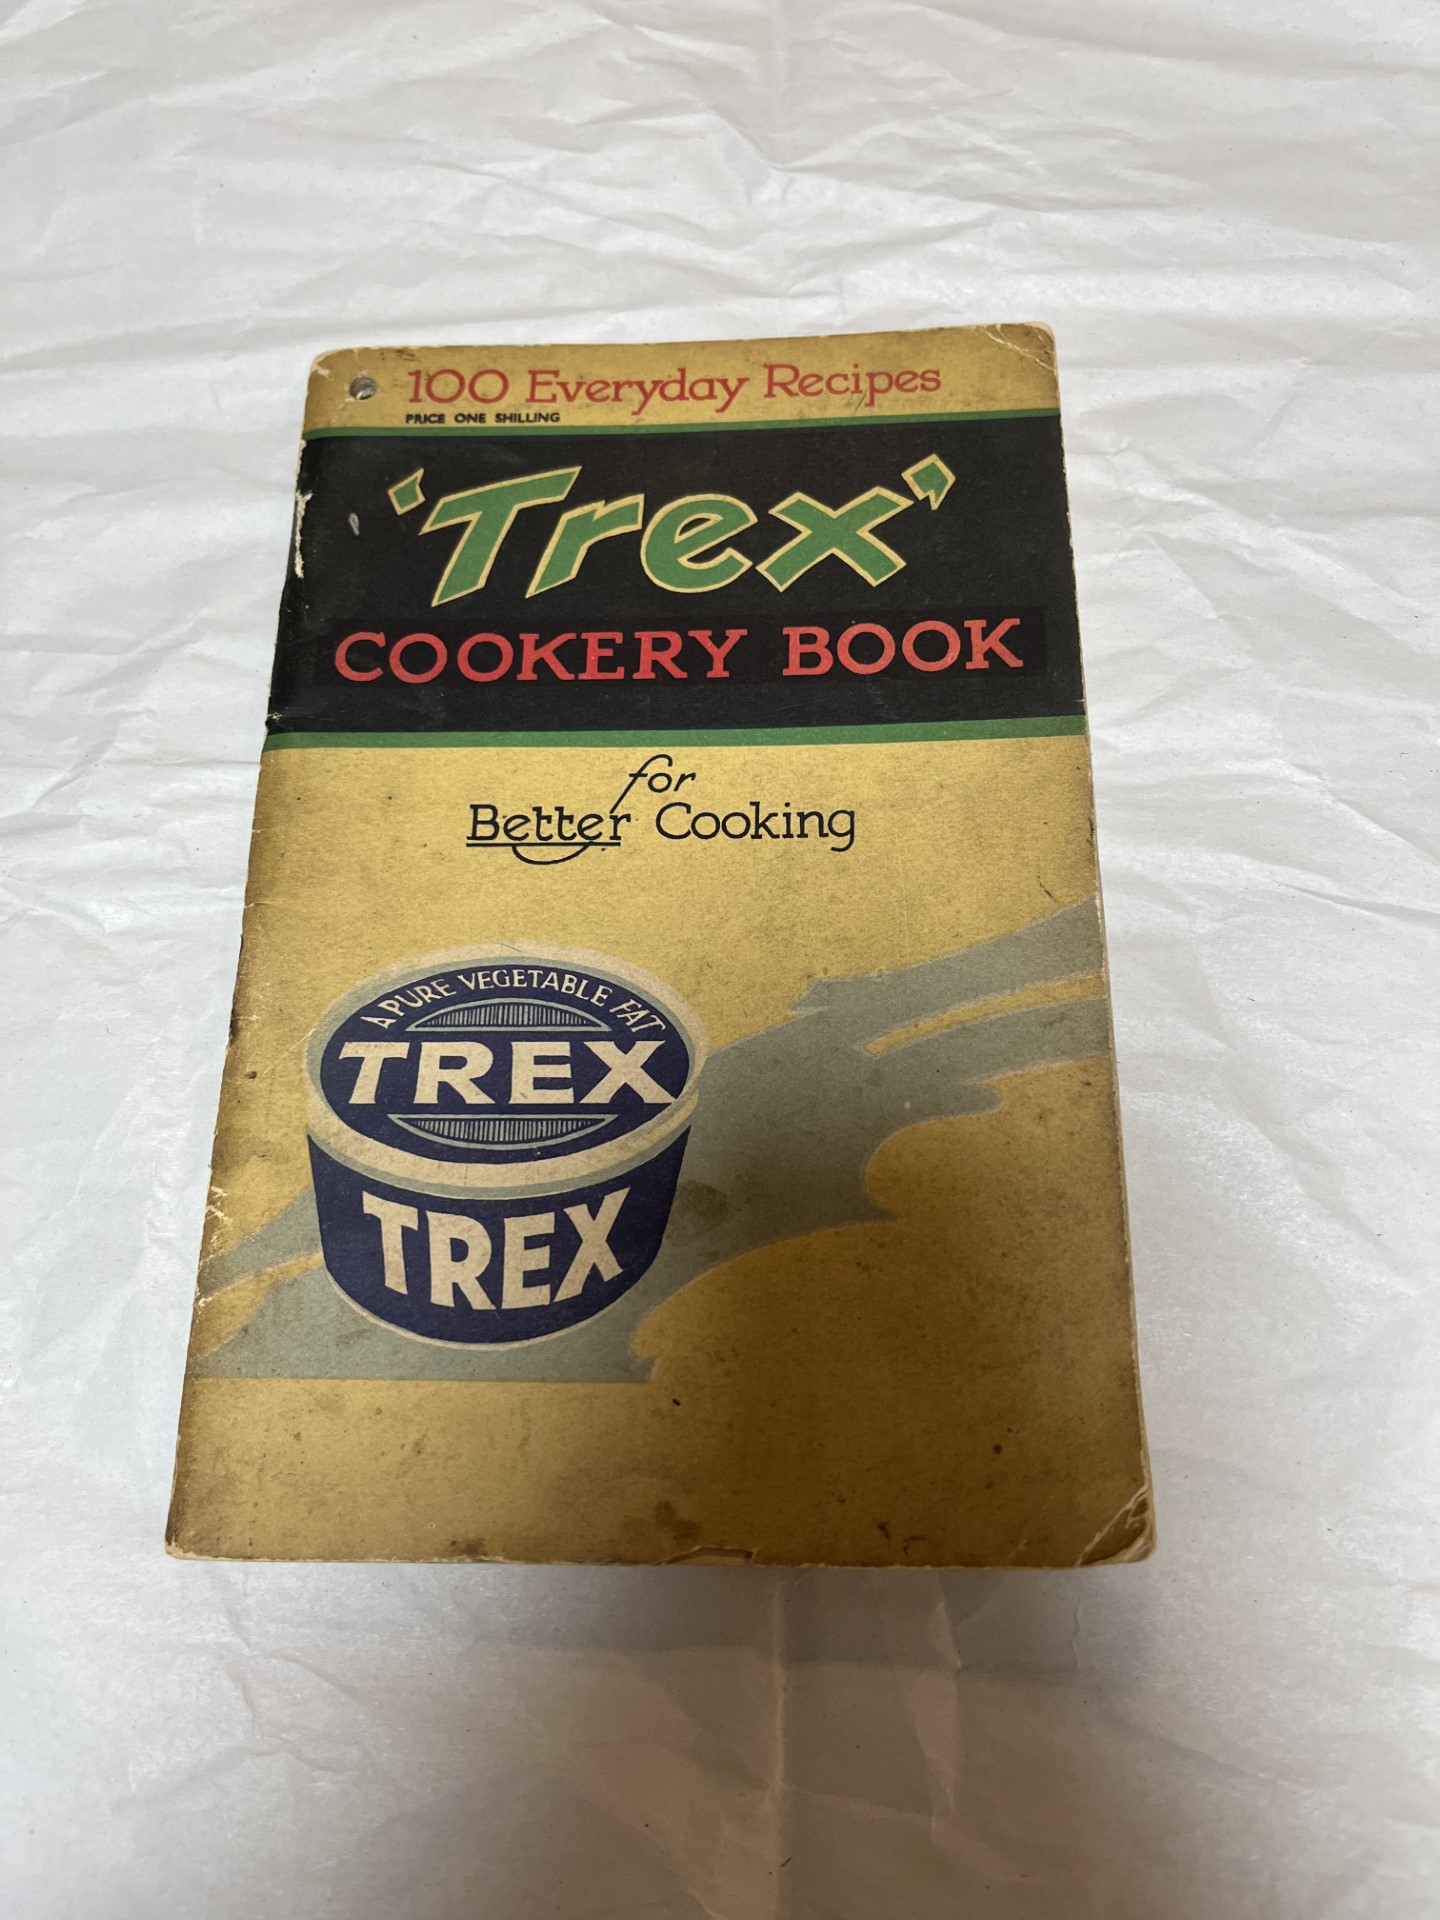 100 Everyday Recipes
PRICE ONE SHILLING
'Trex'
COOKERY BOOK
for
Better Cooking
A PURE VEGETABLE FAT
TREX
TREX